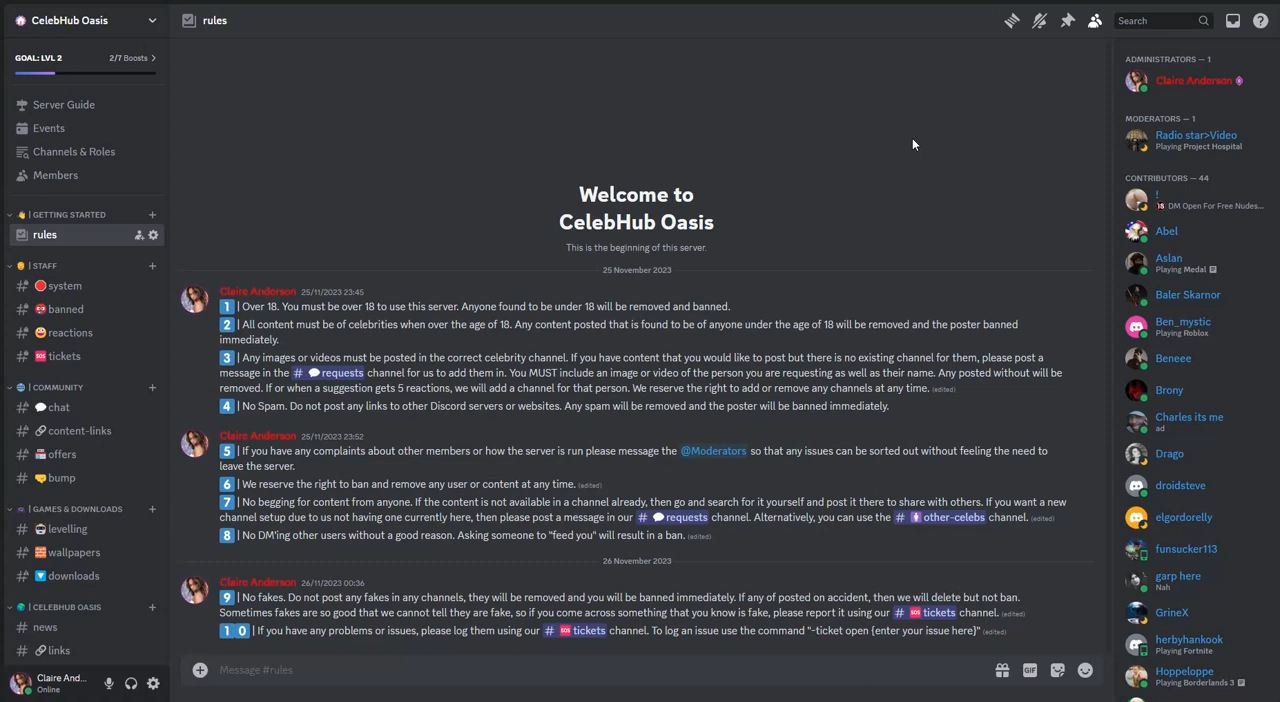 CelebHub Oasis
GOAL: LVL 2 2/7 Boosts
Server Guide
Events
Channels & Roles
Members
| GETTING STARTED
rules
| STAFF
system
banned
reactions
tickets
| COMMUNITY
chat
content-links
offers
bump
| GAMES & DOWNLOADS
levelling
wallpapers
downloads
| CELEBHUB OASIS
news
links
Claire And...
Online
rules
Search
Welcome to
CelebHub Oasis
This is the beginning of this server.
25 November 2023
Claire Anderson 25/11/2023 23:45
1 | Over 18. You must be over 18 to use this server. Anyone found to be under 18 will be removed and banned.
2 | All content must be of celebrities when over the age of 18. Any content posted that is found to be of anyone under the age of 18 will be removed and the poster banned
immediately.
3 | Any images or videos must be posted in the correct celebrity channel. If you have content that you would like to post but there is no existing channel for them, please post a
message in the # requests channel for us to add them in. You MUST include an image or video of the person you are requesting as well as their name. Any posted without will be
removed. If or when a suggestion gets 5 reactions, we will add a channel for that person. We reserve the right to add or remove any channels at any time. (edited)
4 | No Spam. Do not post any links to other Discord servers or websites. Any spam will be removed and the poster will be banned immediately.
Claire Anderson 25/11/2023 23:52
5 | If you have any complaints about other members or how the server is run please message the @Moderators so that any issues can be sorted out without feeling the need to
leave the server.
6 | We reserve the right to ban and remove any user or content at any time. (edited)
7 | No begging for content from anyone. If the content is not available in a channel already, then go and search for it yourself and post it there to share with others. If you want a new
channel setup due to us not having one currently here, then please post a message in our # requests channel. Alternatively, you can use the # other-celebs channel. (edited)
8 | No DM'ing other users without a good reason. Asking someone to "feed you" will result in a ban. (edited)
26 November 2023
Claire Anderson 26/11/2023 00:36
9 | No fakes. Do not post any fakes in any channels, they will be removed and you will be banned immediately. If any of posted on accident, then we will delete but not ban.
Sometimes fakes are so good that we cannot tell they are fake, so if you come across something that you know is fake, please report it using our # SOS tickets channel. (edited)
1 0 | If you have any problems or issues, please log them using our # SOS tickets channel. To log an issue use the command "-ticket open {enter your issue here}" (edited)
Message #rules
GIF
ADMINISTRATORS — 1
Claire Anderson
MODERATORS — 1
Radio star>Video
Playing Project Hospital
CONTRIBUTORS — 44
!
18 DM Open For Free Nudes...
Abel
Aslan
Playing Medal
Baler Skarnor
Ben_mystic
Playing Roblox
Beneee
Brony
Charles its me
ad
Drago
droidsteve
elgordorelly
funsucker113
garp here
Nah
GrineX
herbyhankook
Playing Fortnite
Hoppeloppe
Playing Borderlands 3